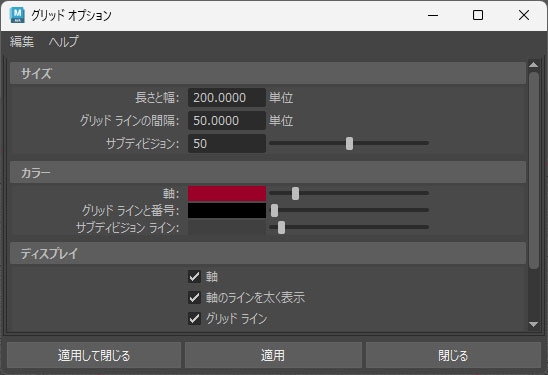 グリッド オプション
編集 ヘルプ
サイズ
長さと幅: 200.0000 単位
グリッド ラインの間隔: 50.0000 単位
サブディビジョン: 50
カラー
軸:
グリッド ラインと番号:
サブディビジョン ライン:
ディスプレイ
軸
軸のラインを太く表示
グリッド ライン
適用して閉じる 適用 閉じる